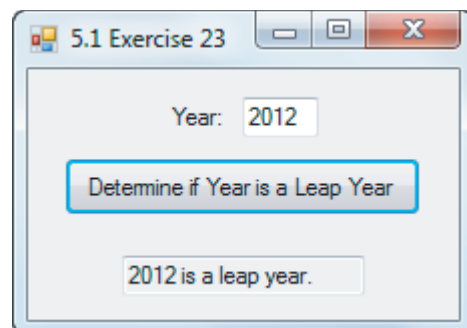 5.1 Exercise 23
Year: 2012
Determine if Year is a Leap Year
2012 is a leap year.